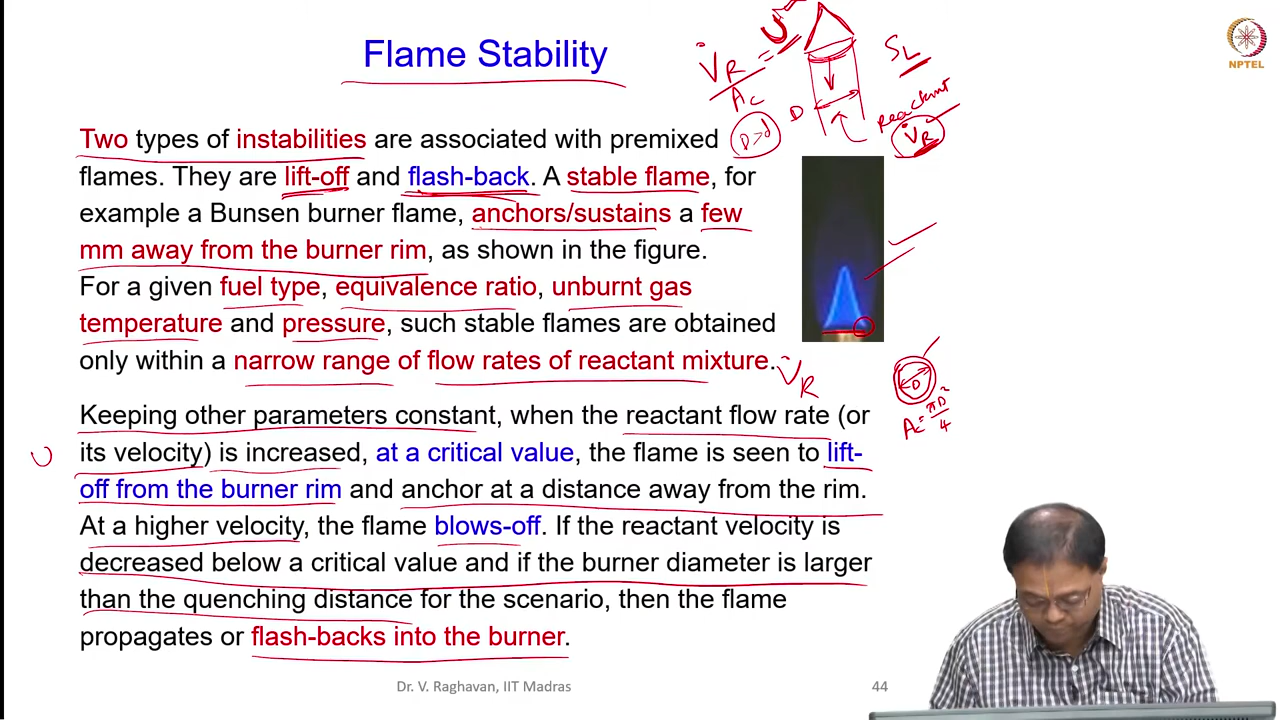 Flame Stability
Two types of instabilities are associated with premixed
flames. They are lift-off and flash-back. A stable flame, for
example a Bunsen burner flame, anchors/sustains a few
mm away from the burner rim, as shown in the figure.
For a given fuel type, equivalence ratio, unburnt gas
temperature and pressure, such stable flames are obtained
only within a narrow range of flow rates of reactant mixture.
V̇R
Keeping other parameters constant, when the reactant flow rate (or
its velocity) is increased, at a critical value, the flame is seen to lift-
off from the burner rim and anchor at a distance away from the rim.
At a higher velocity, the flame blows-off. If the reactant velocity is
decreased below a critical value and if the burner diameter is larger
than the quenching distance for the scenario, then the flame
propagates or flash-backs into the burner.
V̇R/Ac = U
D>d
D
SL
Reactant
V̇R
D
Ac = πD²/4
U
NPTEL
Dr. V. Raghavan, IIT Madras
44